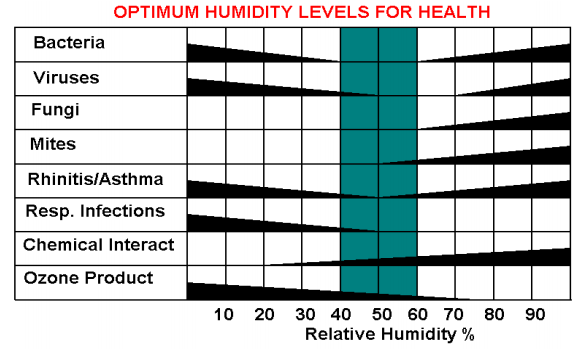 OPTIMUM HUMIDITY LEVELS FOR HEALTH
Bacteria
Viruses
Fungi
Mites
Rhinitis/Asthma
Resp. Infections
Chemical Interact
Ozone Product
10 20 30 40 50 60 70 80 90
Relative Humidity %